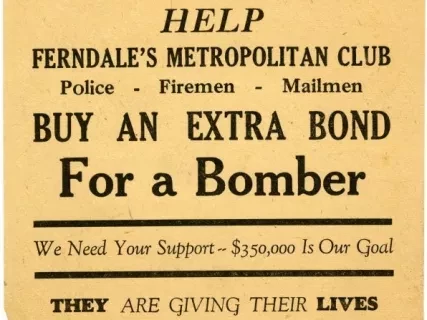 HELP
FERNDALE'S METROPOLITAN CLUB
Police - Firemen - Mailmen
BUY AN EXTRA BOND
For a Bomber
We Need Your Support ~ $350,000 Is Our Goal
THEY ARE GIVING THEIR LIVES